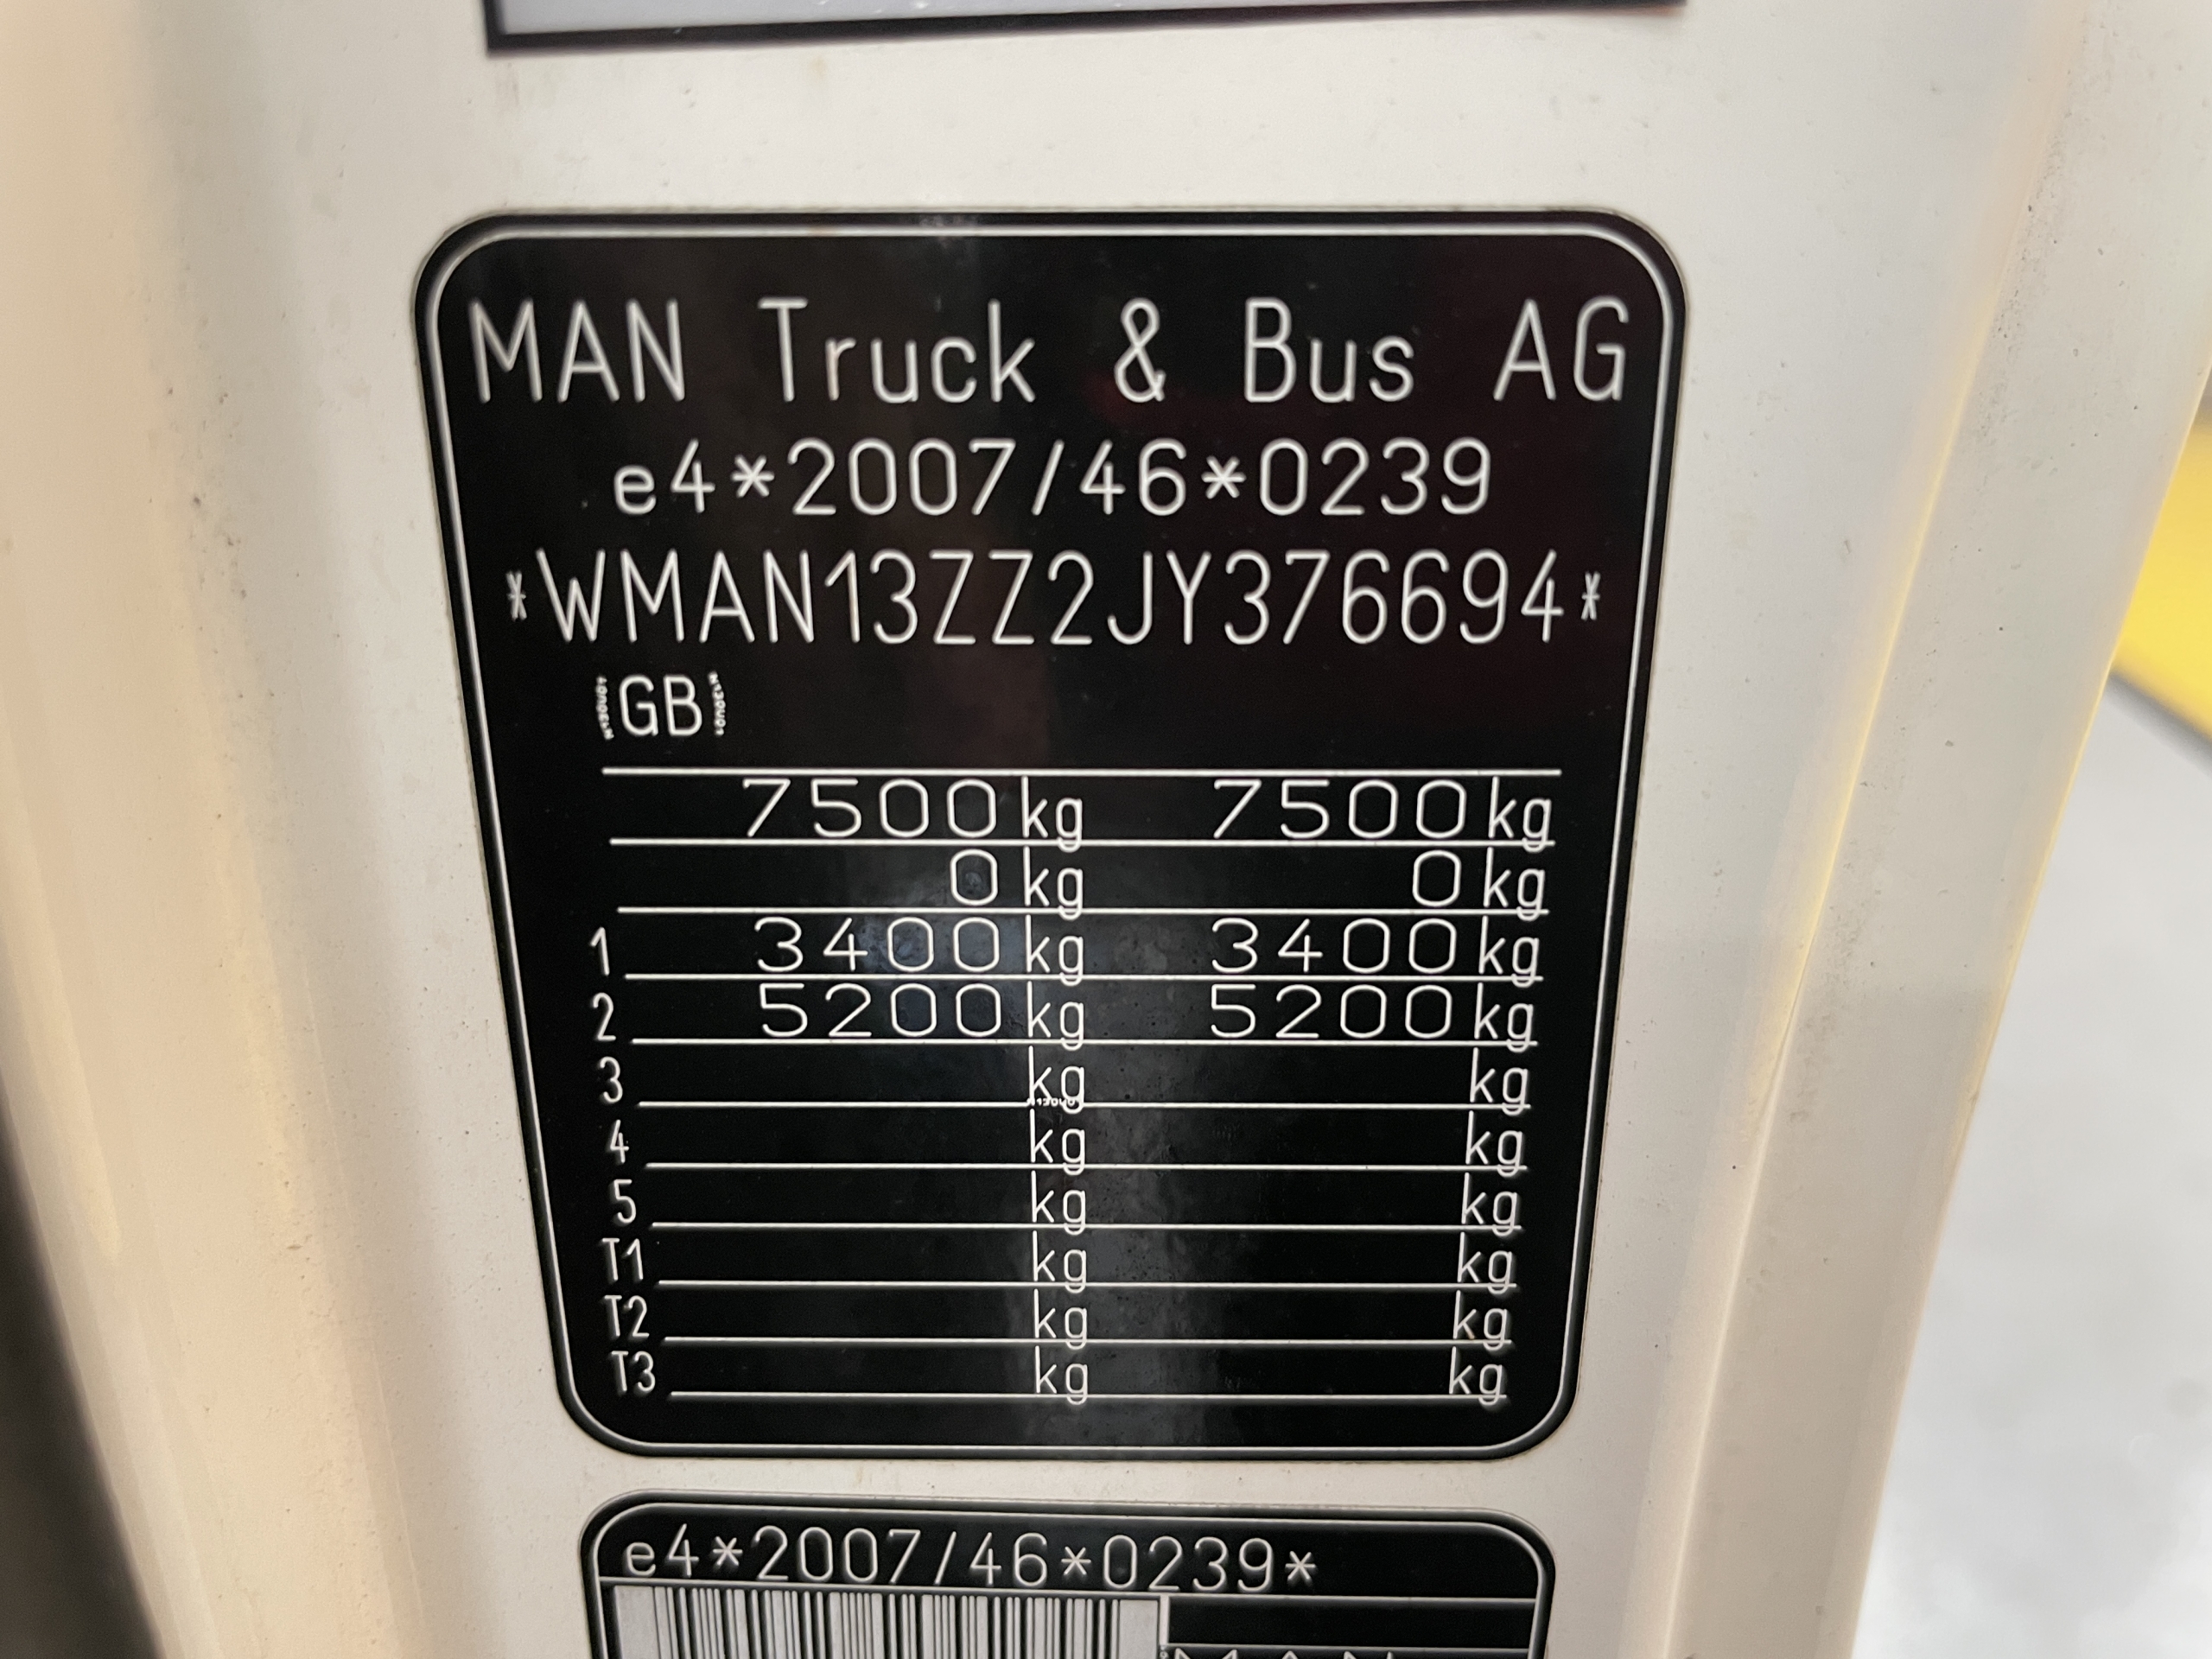 MAN Truck & Bus AG
e4*2007/46*0239
*WMAN13ZZ2JY376694*
GB
7500 kg 7500 kg
0 kg 0 kg
1 3400 kg 3400 kg
2 5200 kg 5200 kg
3 kg kg
4 kg kg
5 kg kg
T1 kg kg
T2 kg kg
T3 kg kg
e4*2007/46*0239*